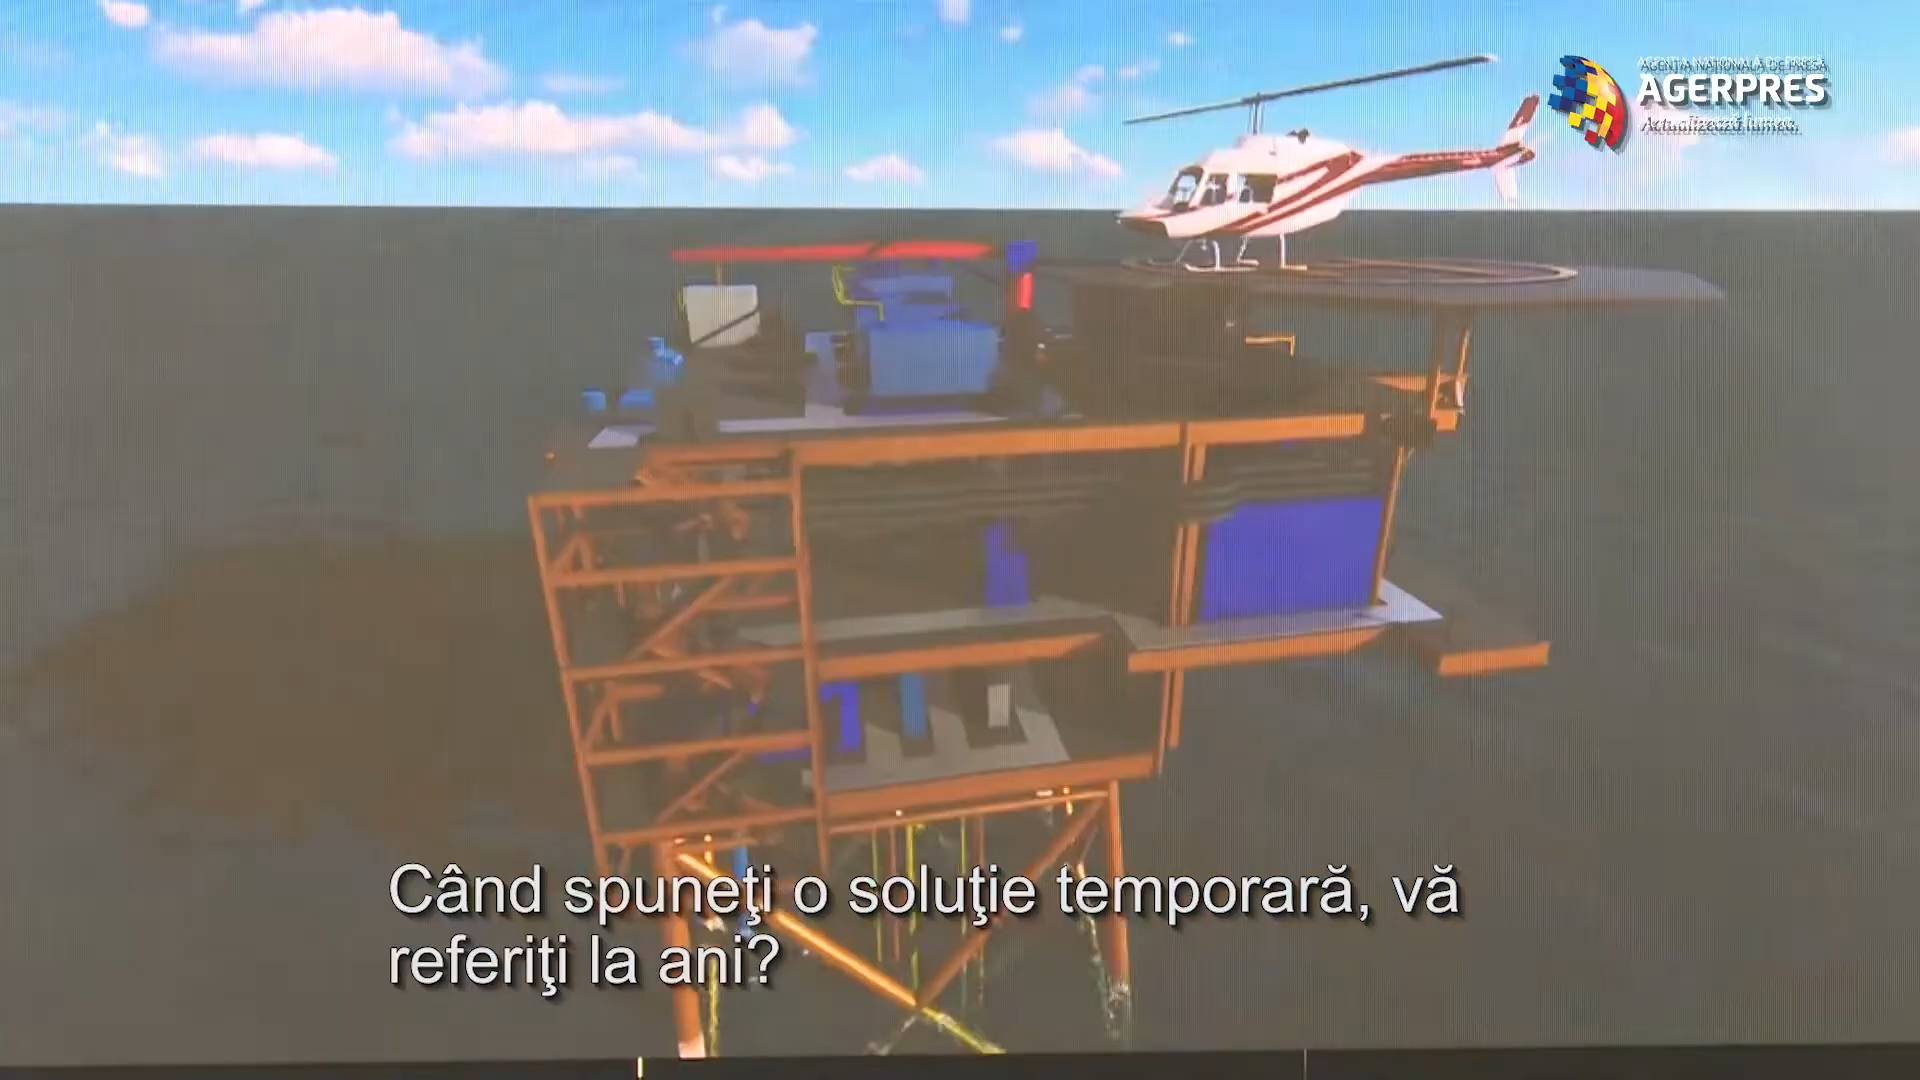 AGENȚIA NAȚIONALĂ DE PRESĂ
AGERPRES
Actualizează lumea.
Când spuneţi o soluţie temporară, vă
referiţi la ani?